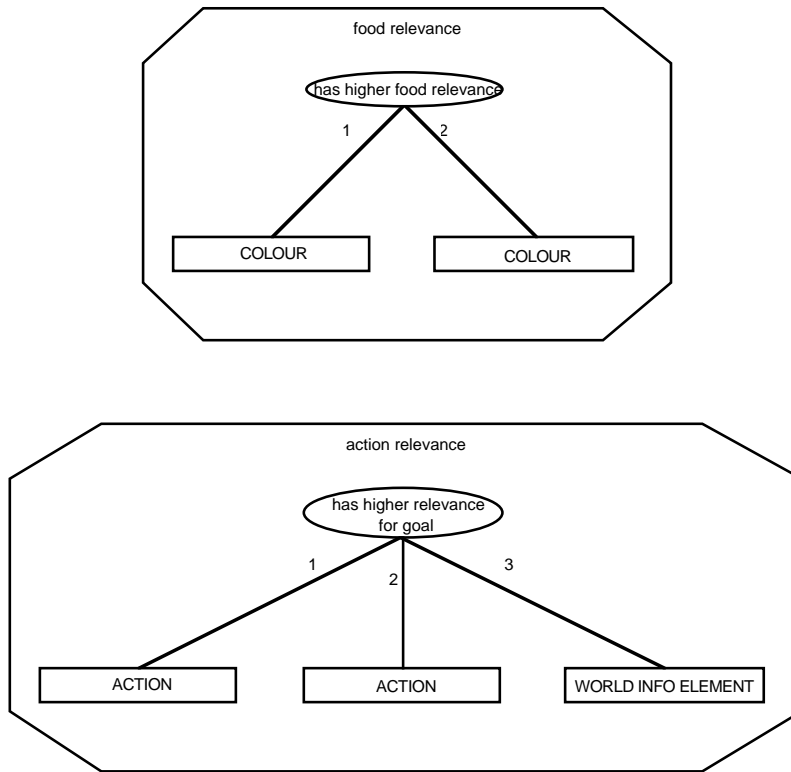 food relevance
has higher food relevance
1
2
COLOUR
COLOUR
action relevance
has higher relevance
for goal
1
2
3
ACTION
ACTION
WORLD INFO ELEMENT